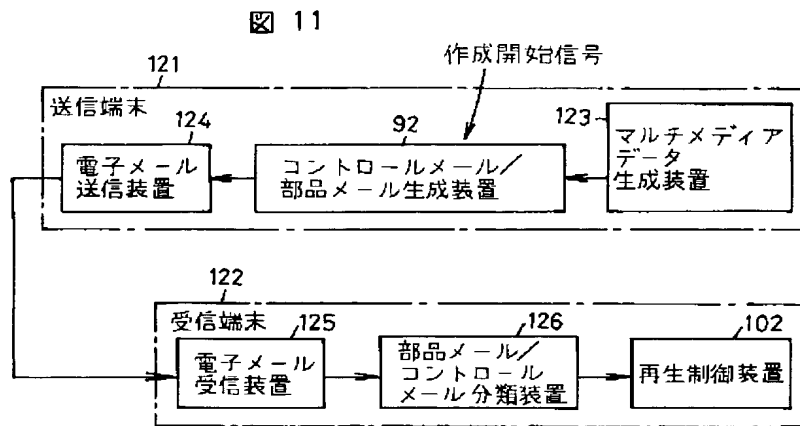 図 11
作成開始信号
121
送信端末
124
電子メール
送信装置
92
コントロールメール/
部品メール生成装置
123
マルチメディア
データ
生成装置
122
受信端末
125
電子メール
受信装置
126
部品メール/
コントロール
メール分類装置
102
再生制御装置